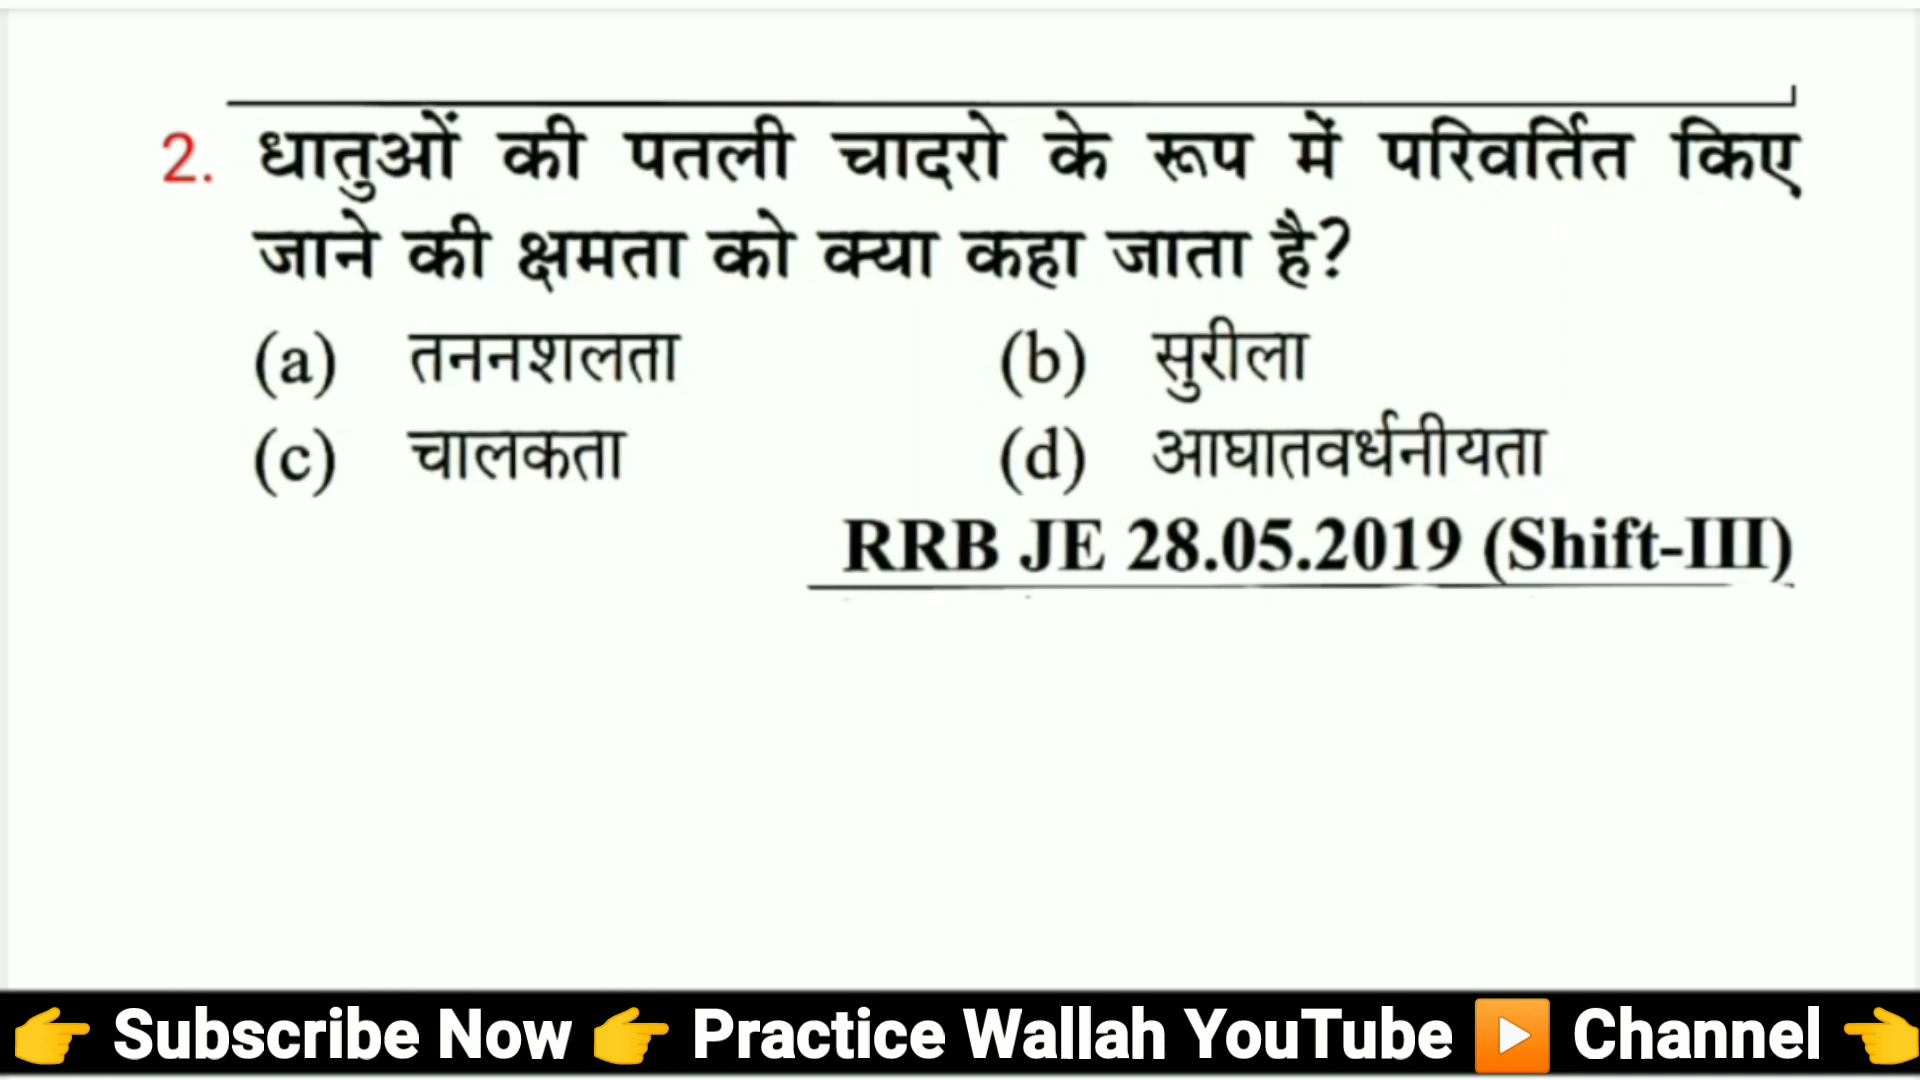 2. धातुओं की पतली चादरो के रूप में परिवर्तित किए
जाने की क्षमता को क्या कहा जाता है?
(a) तननशलता (b) सुरीला
(c) चालकता (d) आघातवर्धनीयता
RRB JE 28.05.2019 (Shift-III)
👉 Subscribe Now 👉 Practice Wallah YouTube ▶️ Channel 👈